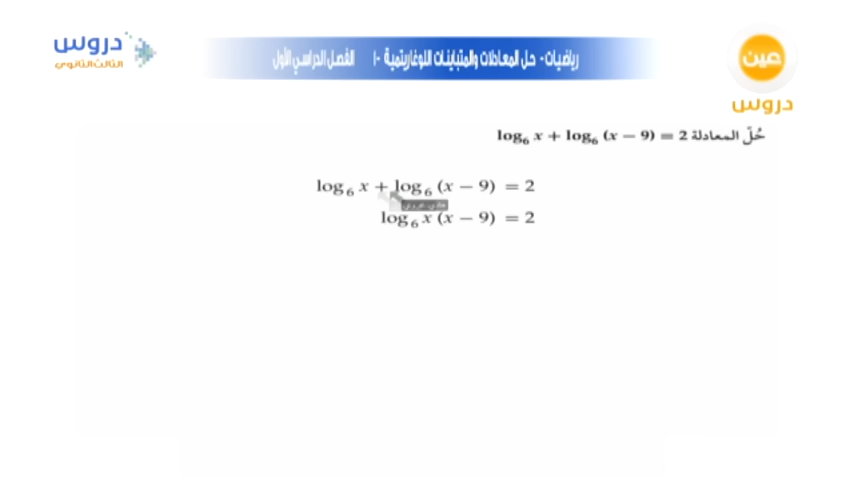 دروس
الثالث الثانوي
رياضيات - حل المعادلات والمتباينات اللوغاريتمية - ١ الفصل الدراسي الأول
عين
دروس
حُلّ المعادلة log₆ x + log₆ (x − 9) = 2
log₆ x + log₆ (x − 9) = 2
log₆ x (x − 9) = 2